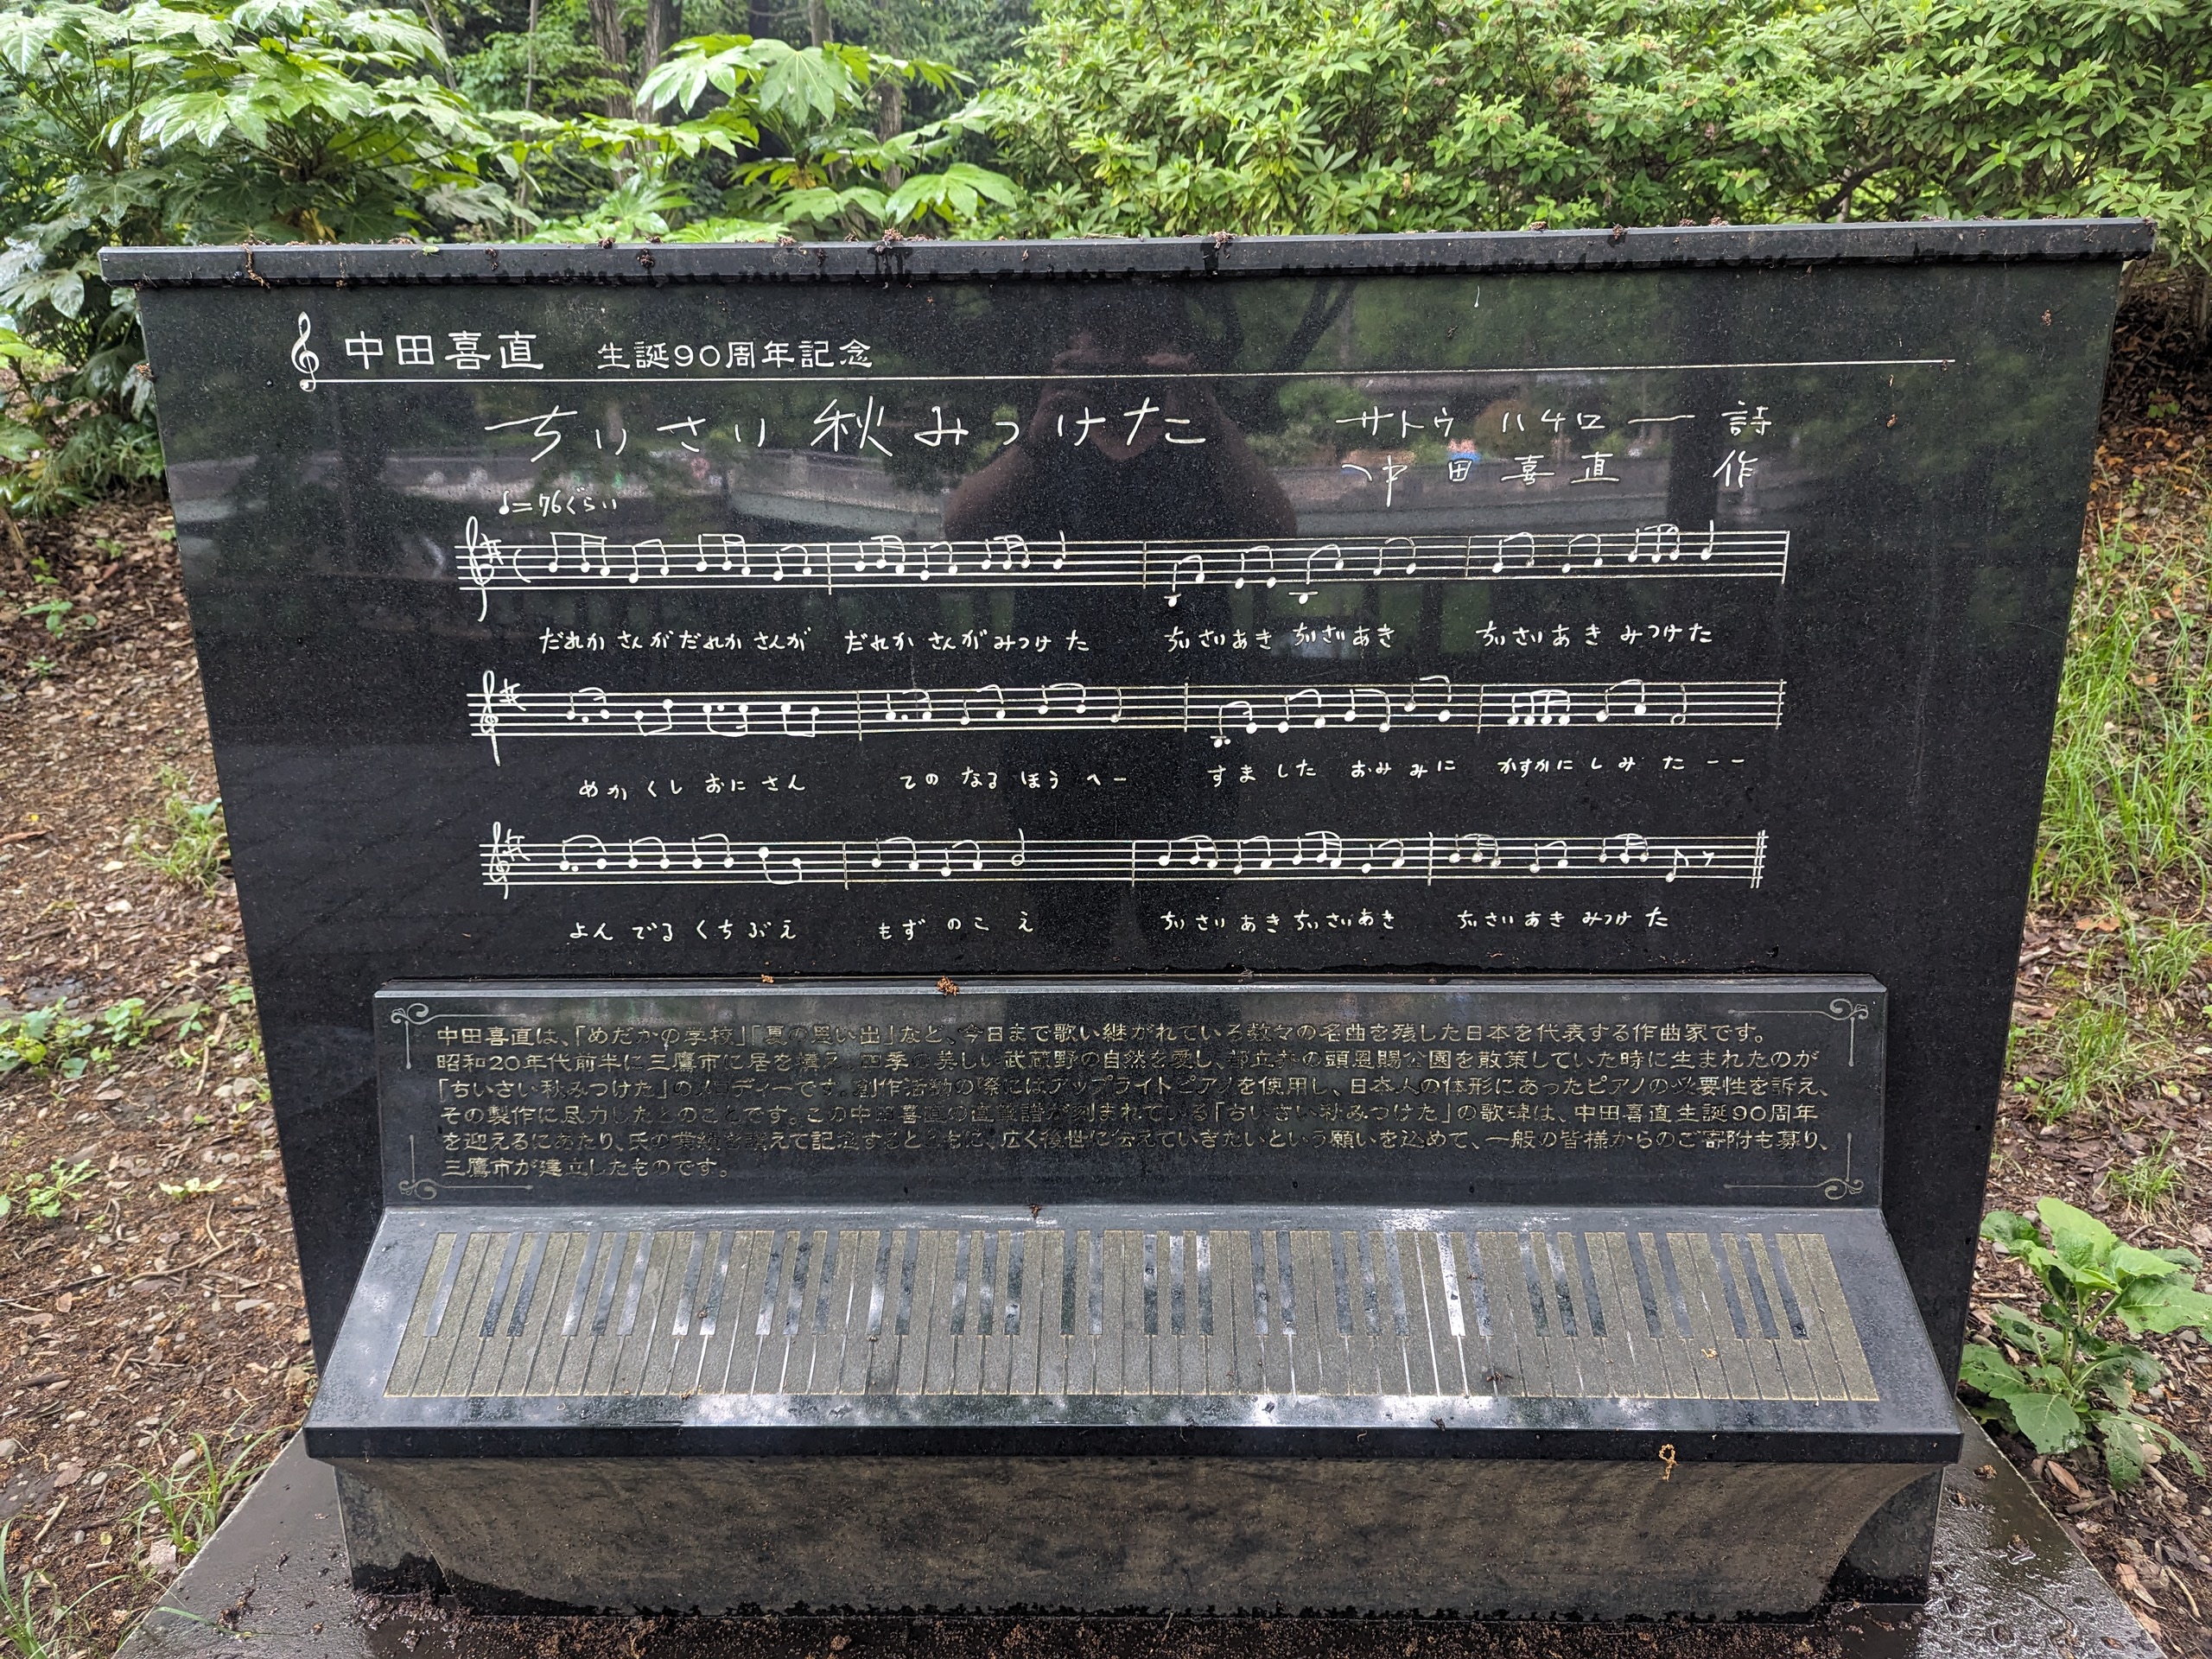 中田喜直 生誕90周年記念
ちいさい秋みつけた サトウハチロー 詩
中田喜直 作
♩=76ぐらい
だれかさんがだれかさんが だれかさんがみつけた ちいさいあき ちいさいあき ちいさいあき みつけた
めかくし おにさん てのなるほうへー すました おみみに かすかにしみたーー
よんでるくちぶえ もずのこえ ちいさいあきちいさいあき ちいさいあきみつけた
中田喜直は、「めだかの学校」「夏の思い出」など、今日まで歌い継がれている数々の名曲を残した日本を代表する作曲家です。
昭和20年代前半に三鷹市に居を構え、四季の美しい武蔵野の自然を愛し、都立井の頭恩賜公園を散策していた時に生まれたのが
「ちいさい秋みつけた」のメロディーです。創作活動の際にはアップライトピアノを使用し、日本人の体形にあったピアノの必要性を訴え、
その製作に尽力したとのことです。この中田喜直の直筆譜が刻まれている「ちいさい秋みつけた」の歌碑は、中田喜直生誕90周年
を迎えるにあたり、氏の業績を讃えて記念するとともに、広く後世に伝えていきたいという願いを込めて、一般の皆様からのご寄附も募り、
三鷹市が建立したものです。